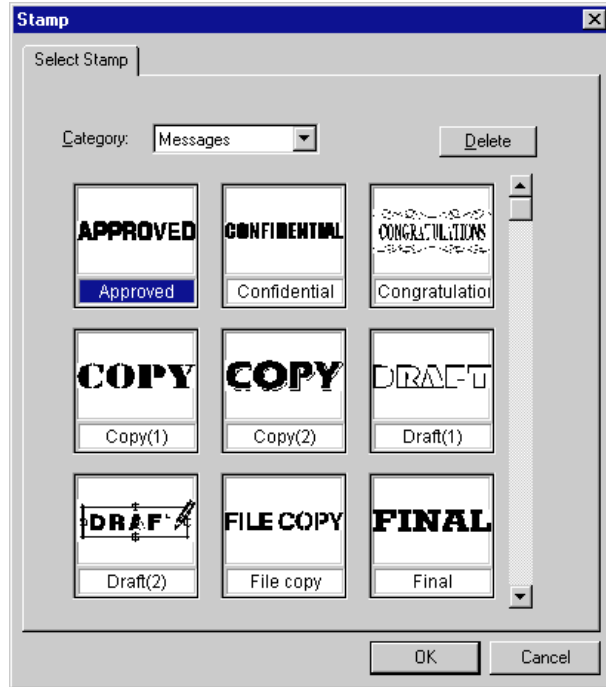 Stamp
Select Stamp
Category: Messages Delete
APPROVED CONFIDENTIAL CONGRATULATIONS
Approved Confidential Congratulation
COPY COPY DRAFT
Copy(1) Copy(2) Draft(1)
DRAFT FILE COPY FINAL
Draft(2) File copy Final
OK Cancel